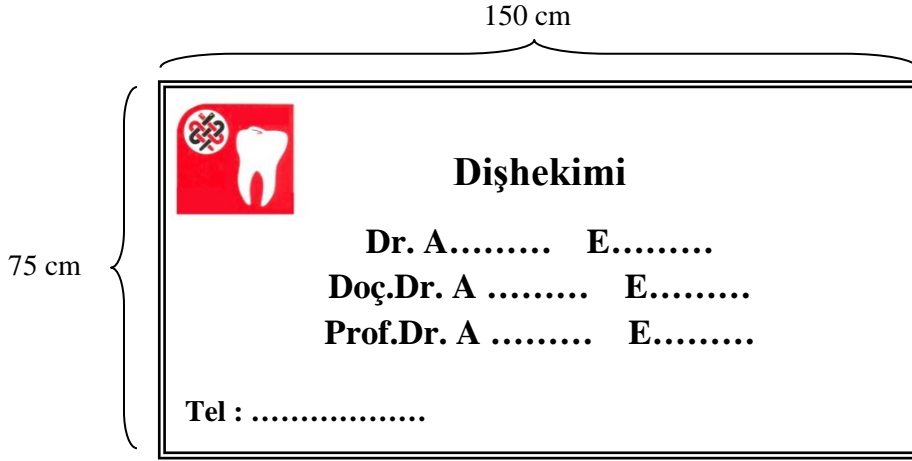 150 cm
75 cm
Dişhekimi
Dr. A......... E.........
Doç.Dr. A ......... E.........
Prof.Dr. A ......... E.........
Tel : ..................